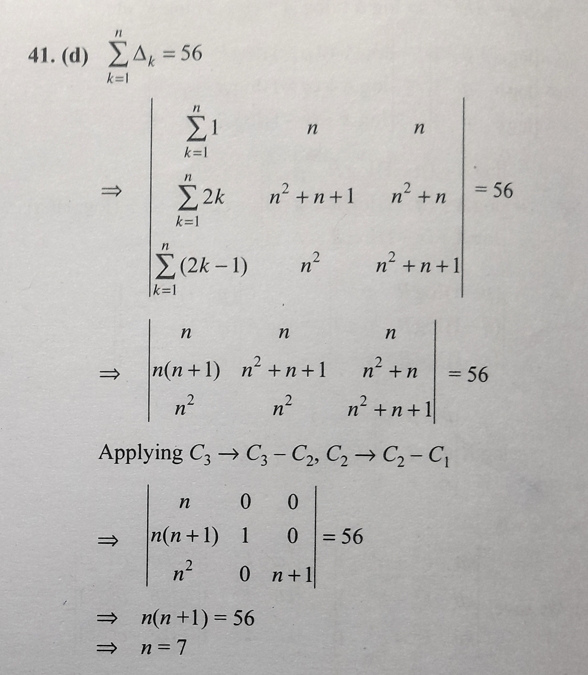 41. (d) $\sum_{k=1}^{n} \Delta_k = 56$
$\Rightarrow \begin{vmatrix} \sum_{k=1}^{n} 1 & n & n \\ \sum_{k=1}^{n} 2k & n^2+n+1 & n^2+n \\ \sum_{k=1}^{n} (2k-1) & n^2 & n^2+n+1 \end{vmatrix} = 56$
$\Rightarrow \begin{vmatrix} n & n & n \\ n(n+1) & n^2+n+1 & n^2+n \\ n^2 & n^2 & n^2+n+1 \end{vmatrix} = 56$
Applying $C_3 \to C_3 - C_2, C_2 \to C_2 - C_1$
$\Rightarrow \begin{vmatrix} n & 0 & 0 \\ n(n+1) & 1 & 0 \\ n^2 & 0 & n+1 \end{vmatrix} = 56$
$\Rightarrow n(n+1) = 56$
$\Rightarrow n = 7$